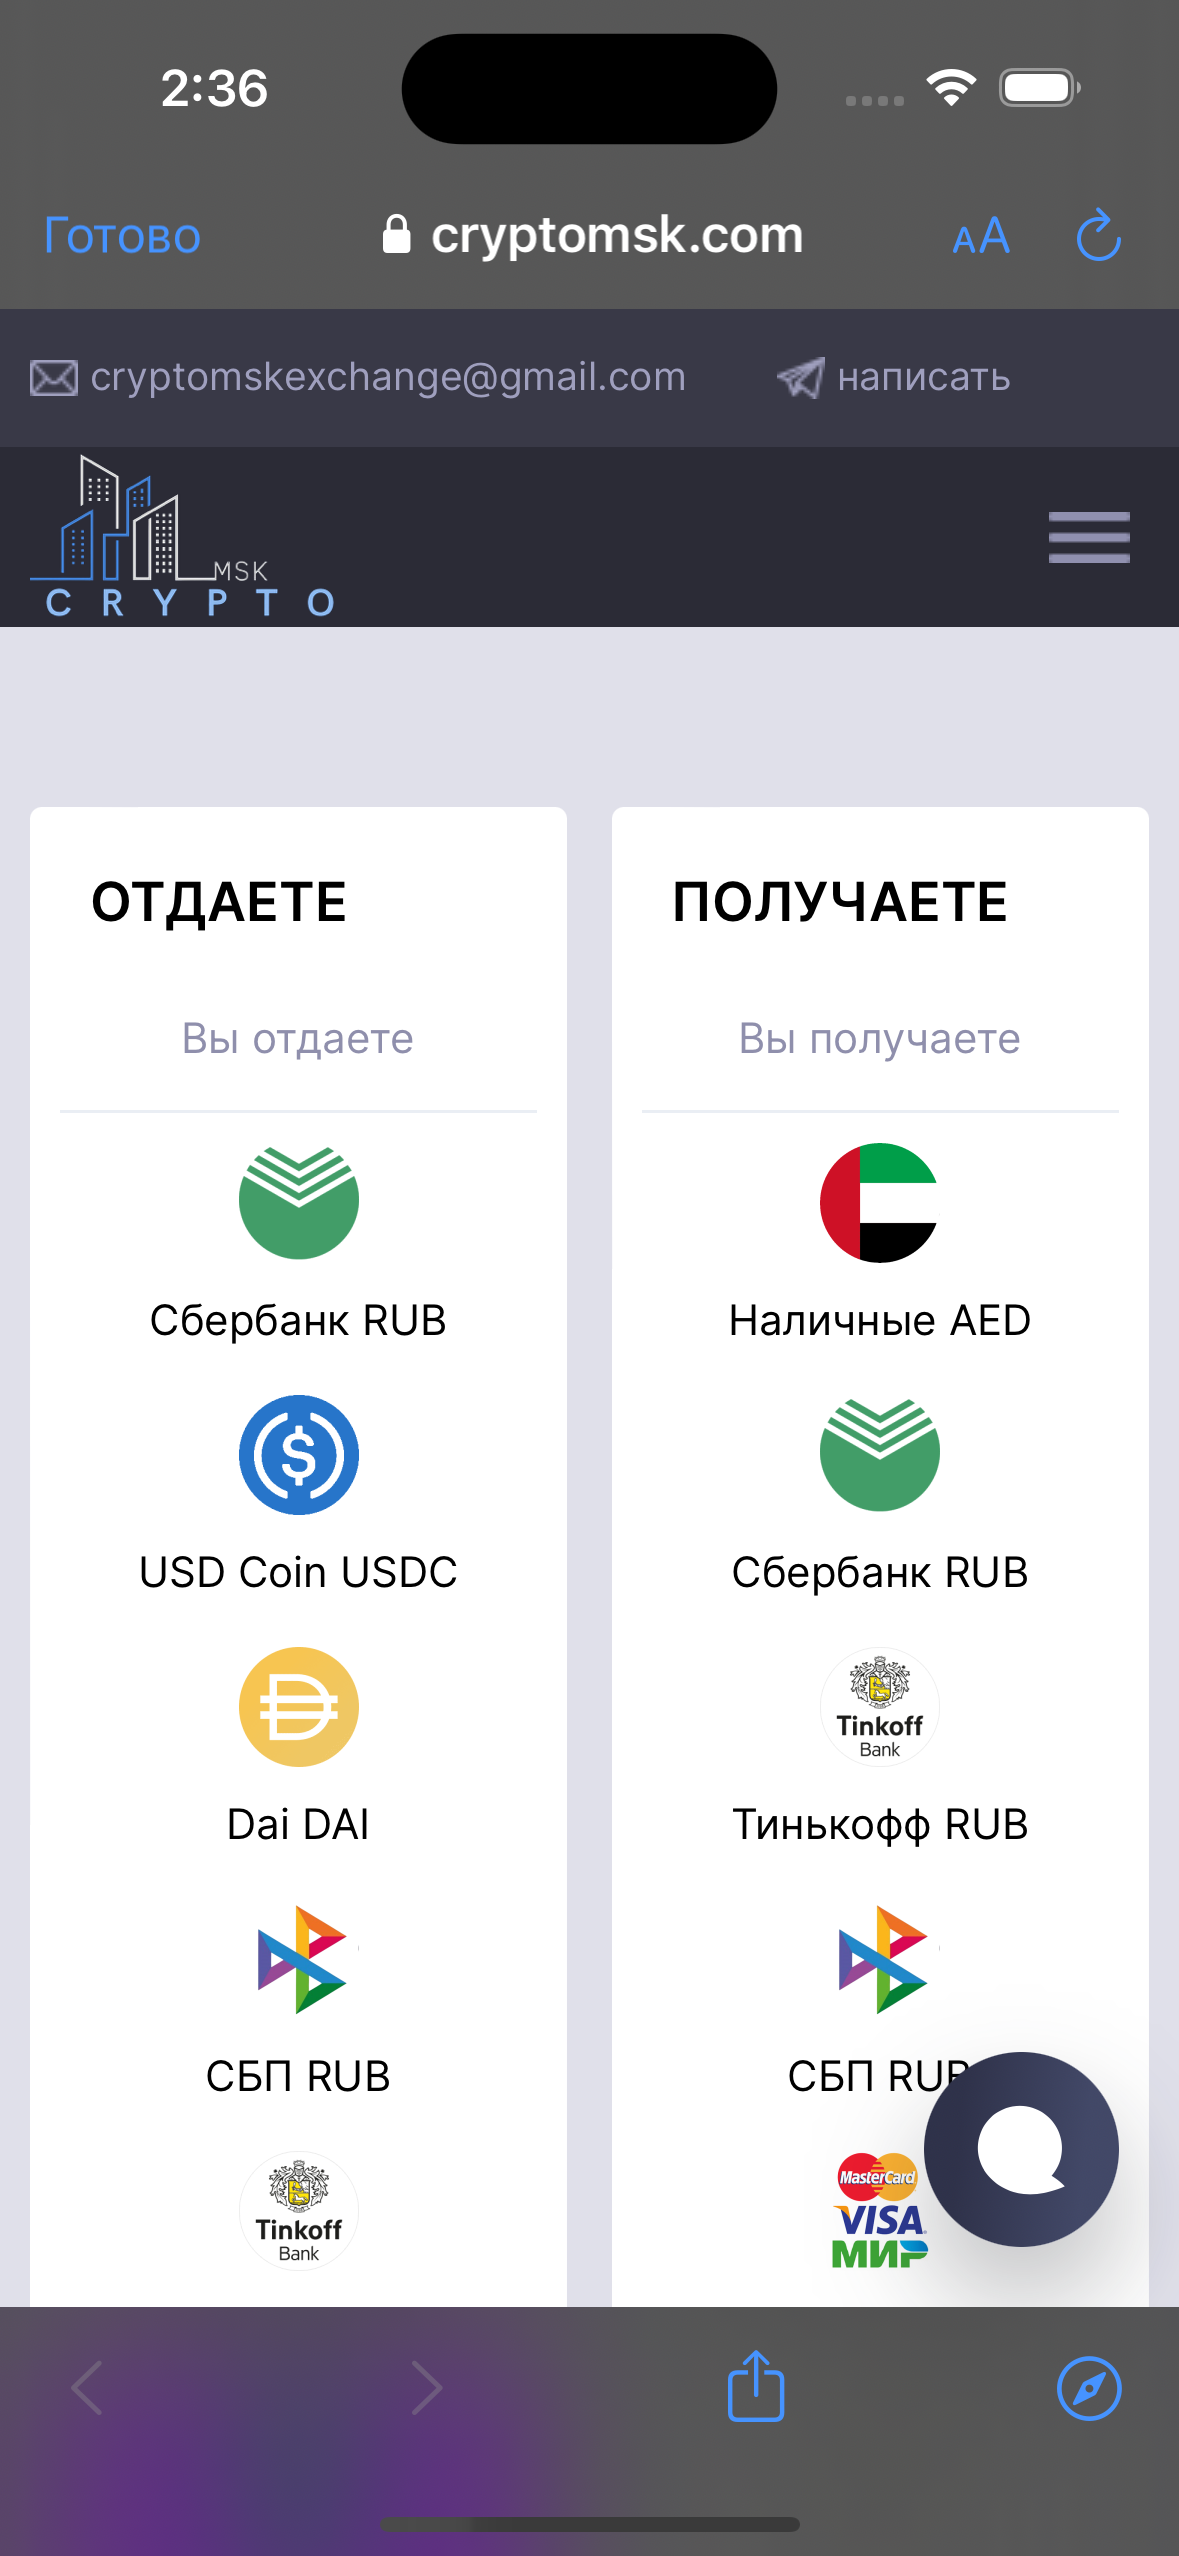 2:36
Готово
cryptomsk.com
AA
cryptomskexchange@gmail.com
написать
MSK
CRYPTO
ОТДАЕТЕ
Вы отдаете
Сбербанк RUB
USD Coin USDC
Dai DAI
СБП RUB
Tinkoff
Bank
ПОЛУЧАЕТЕ
Вы получаете
Наличные AED
Сбербанк RUB
Tinkoff
Bank
Тинькофф RUB
СБП RUB
MasterCard
VISA
МИР